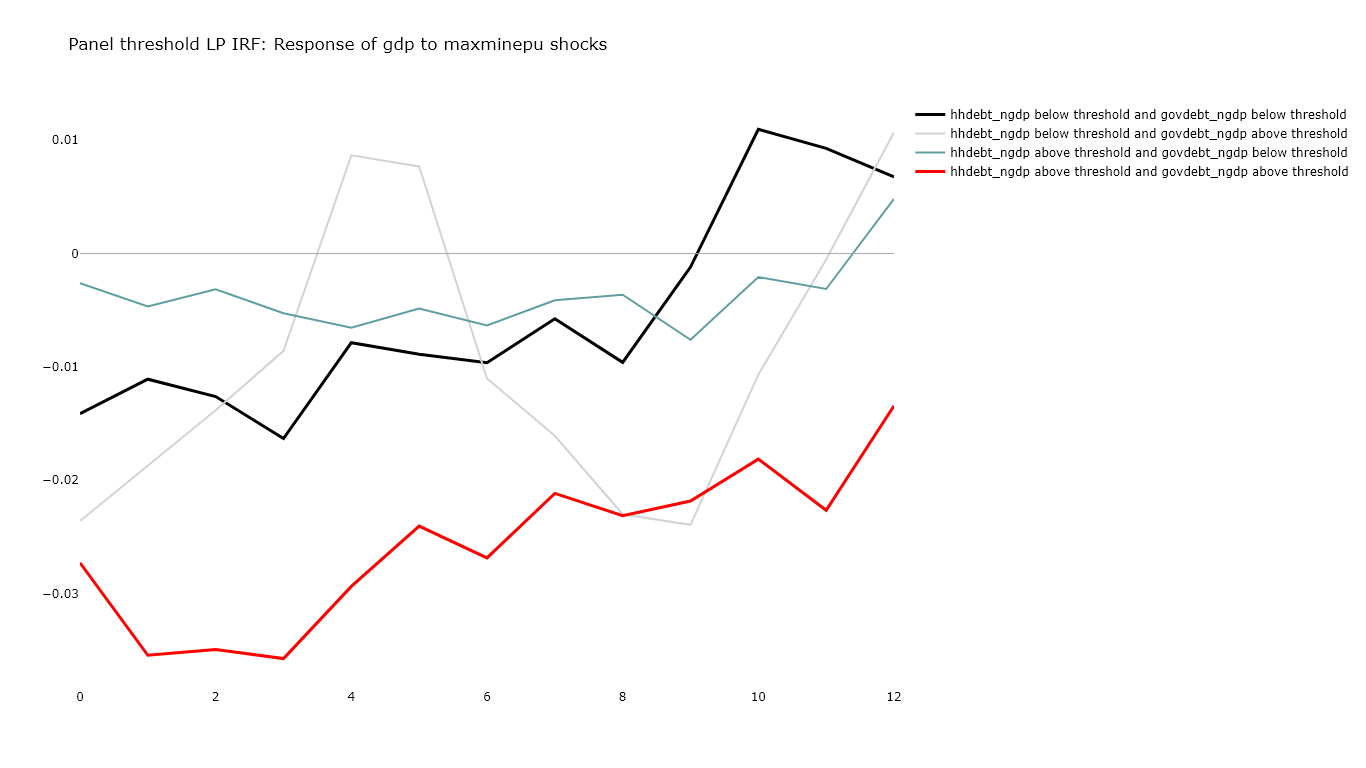 Panel threshold LP IRF: Response of gdp to maxminepu shocks
hhdebt_ngdp below threshold and govdebt_ngdp below threshold
hhdebt_ngdp below threshold and govdebt_ngdp above threshold
hhdebt_ngdp above threshold and govdebt_ngdp below threshold
hhdebt_ngdp above threshold and govdebt_ngdp above threshold
0.01
0
−0.01
−0.02
−0.03
0 2 4 6 8 10 12